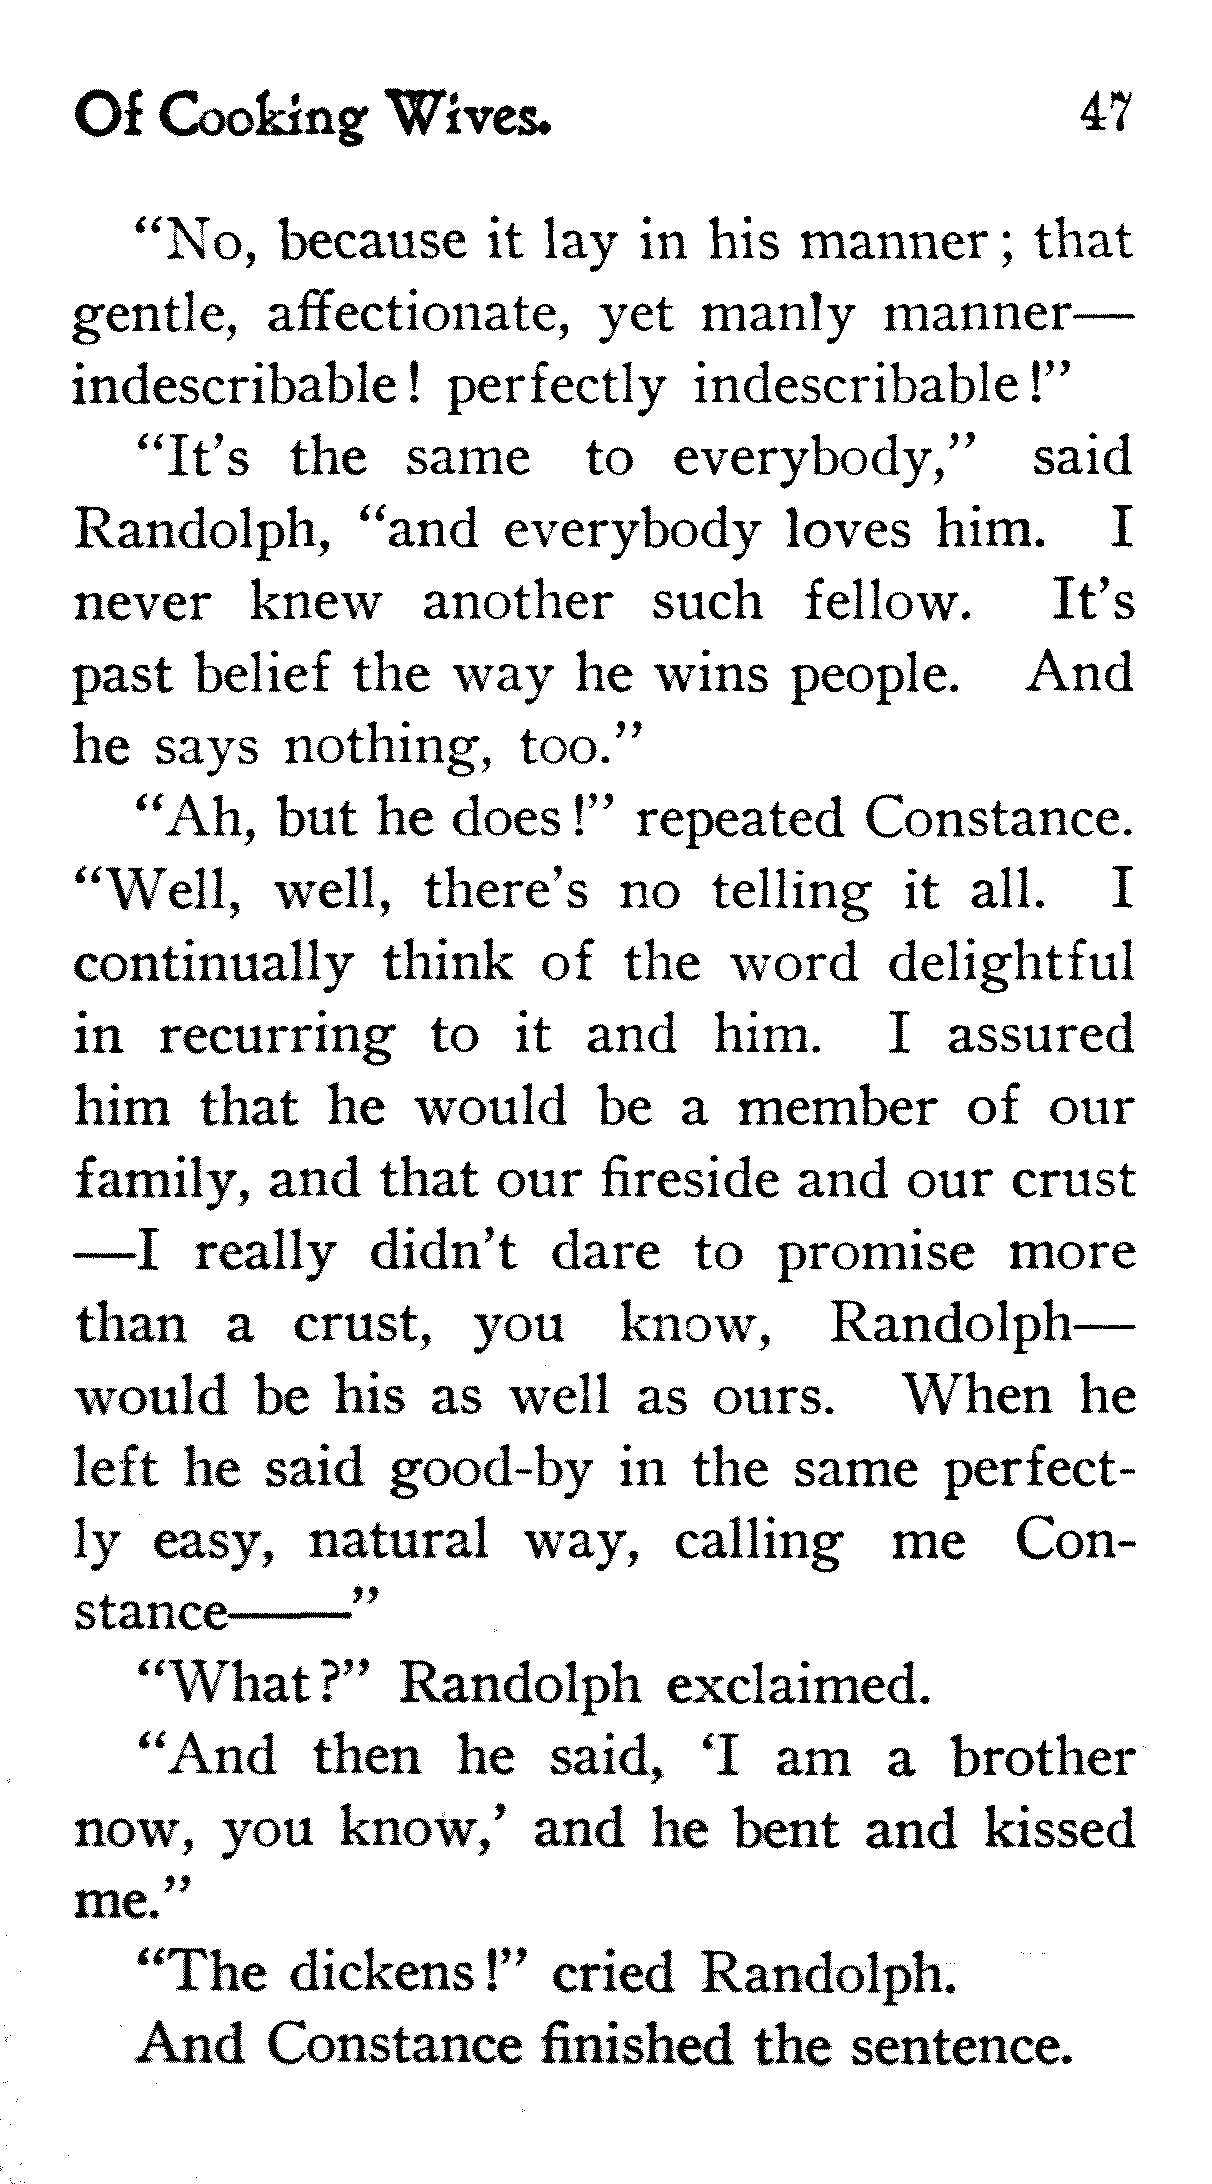 Of Cooking Wives. 47
“No, because it lay in his manner; that
gentle, affectionate, yet manly manner—
indescribable! perfectly indescribable!”
“It’s the same to everybody,” said
Randolph, “and everybody loves him. I
never knew another such fellow. It’s
past belief the way he wins people. And
he says nothing, too.”
“Ah, but he does!” repeated Constance.
“Well, well, there’s no telling it all. I
continually think of the word delightful
in recurring to it and him. I assured
him that he would be a member of our
family, and that our fireside and our crust
—I really didn’t dare to promise more
than a crust, you know, Randolph—
would be his as well as ours. When he
left he said good-by in the same perfect-
ly easy, natural way, calling me Con-
stance——”
“What?” Randolph exclaimed.
“And then he said, ‘I am a brother
now, you know,’ and he bent and kissed
me.”
“The dickens!” cried Randolph.
And Constance finished the sentence.